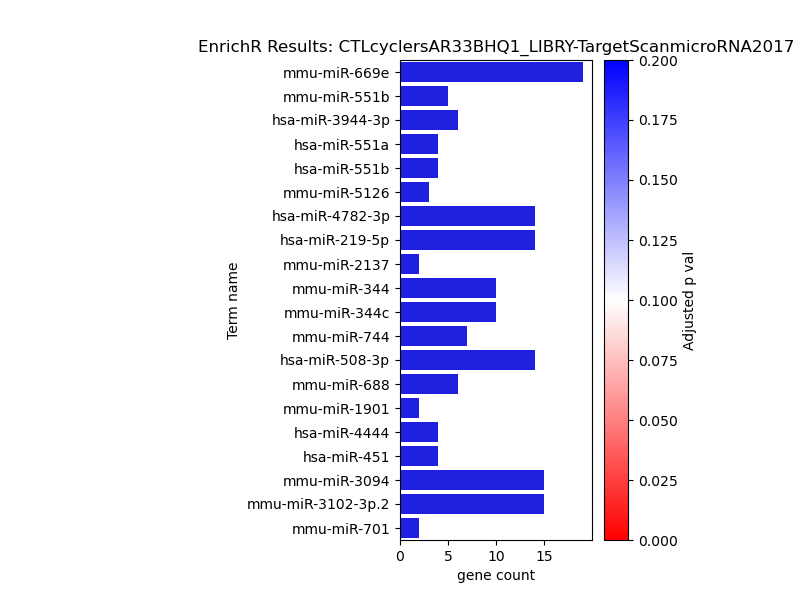 EnrichR Results: CTLcyclersAR33BHQ1_LIBRY-TargetScanmicroRNA2017
mmu-miR-669e
mmu-miR-551b
hsa-miR-3944-3p
hsa-miR-551a
hsa-miR-551b
mmu-miR-5126
hsa-miR-4782-3p
hsa-miR-219-5p
mmu-miR-2137
mmu-miR-344
mmu-miR-344c
mmu-miR-744
hsa-miR-508-3p
mmu-miR-688
mmu-miR-1901
hsa-miR-4444
hsa-miR-451
mmu-miR-3094
mmu-miR-3102-3p.2
mmu-miR-701
Term name
0 5 10 15
gene count
0.200
0.175
0.150
0.125
0.100
0.075
0.050
0.025
0.000
Adjusted p val